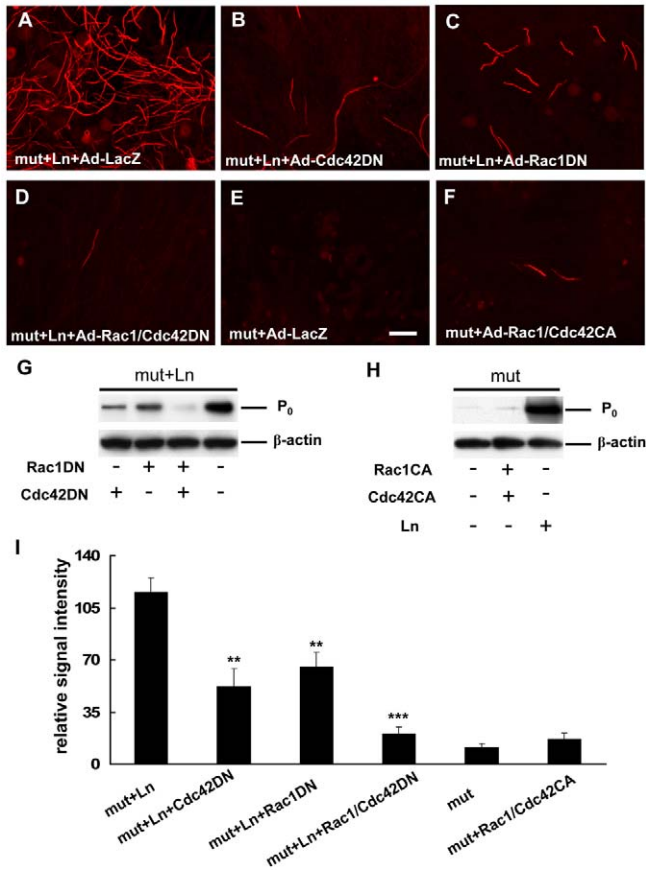 A
mut+Ln+Ad-LacZ
B
mut+Ln+Ad-Cdc42DN
C
mut+Ln+Ad-Rac1DN
D
mut+Ln+Ad-Rac1/Cdc42DN
E
mut+Ad-LacZ
F
mut+Ad-Rac1/Cdc42CA
G
mut+Ln
P0
β-actin
Rac1DN - + + -
Cdc42DN + - + -
H
mut
P0
β-actin
Rac1CA - + -
Cdc42CA - + -
Ln - - +
I
relative signal intensity
140
105
70
35
0
**
**
***
mut+Ln
mut+Ln+Cdc42DN
mut+Ln+Rac1DN
mut+Ln+Rac1/Cdc42DN
mut
mut+Rac1/Cdc42CA